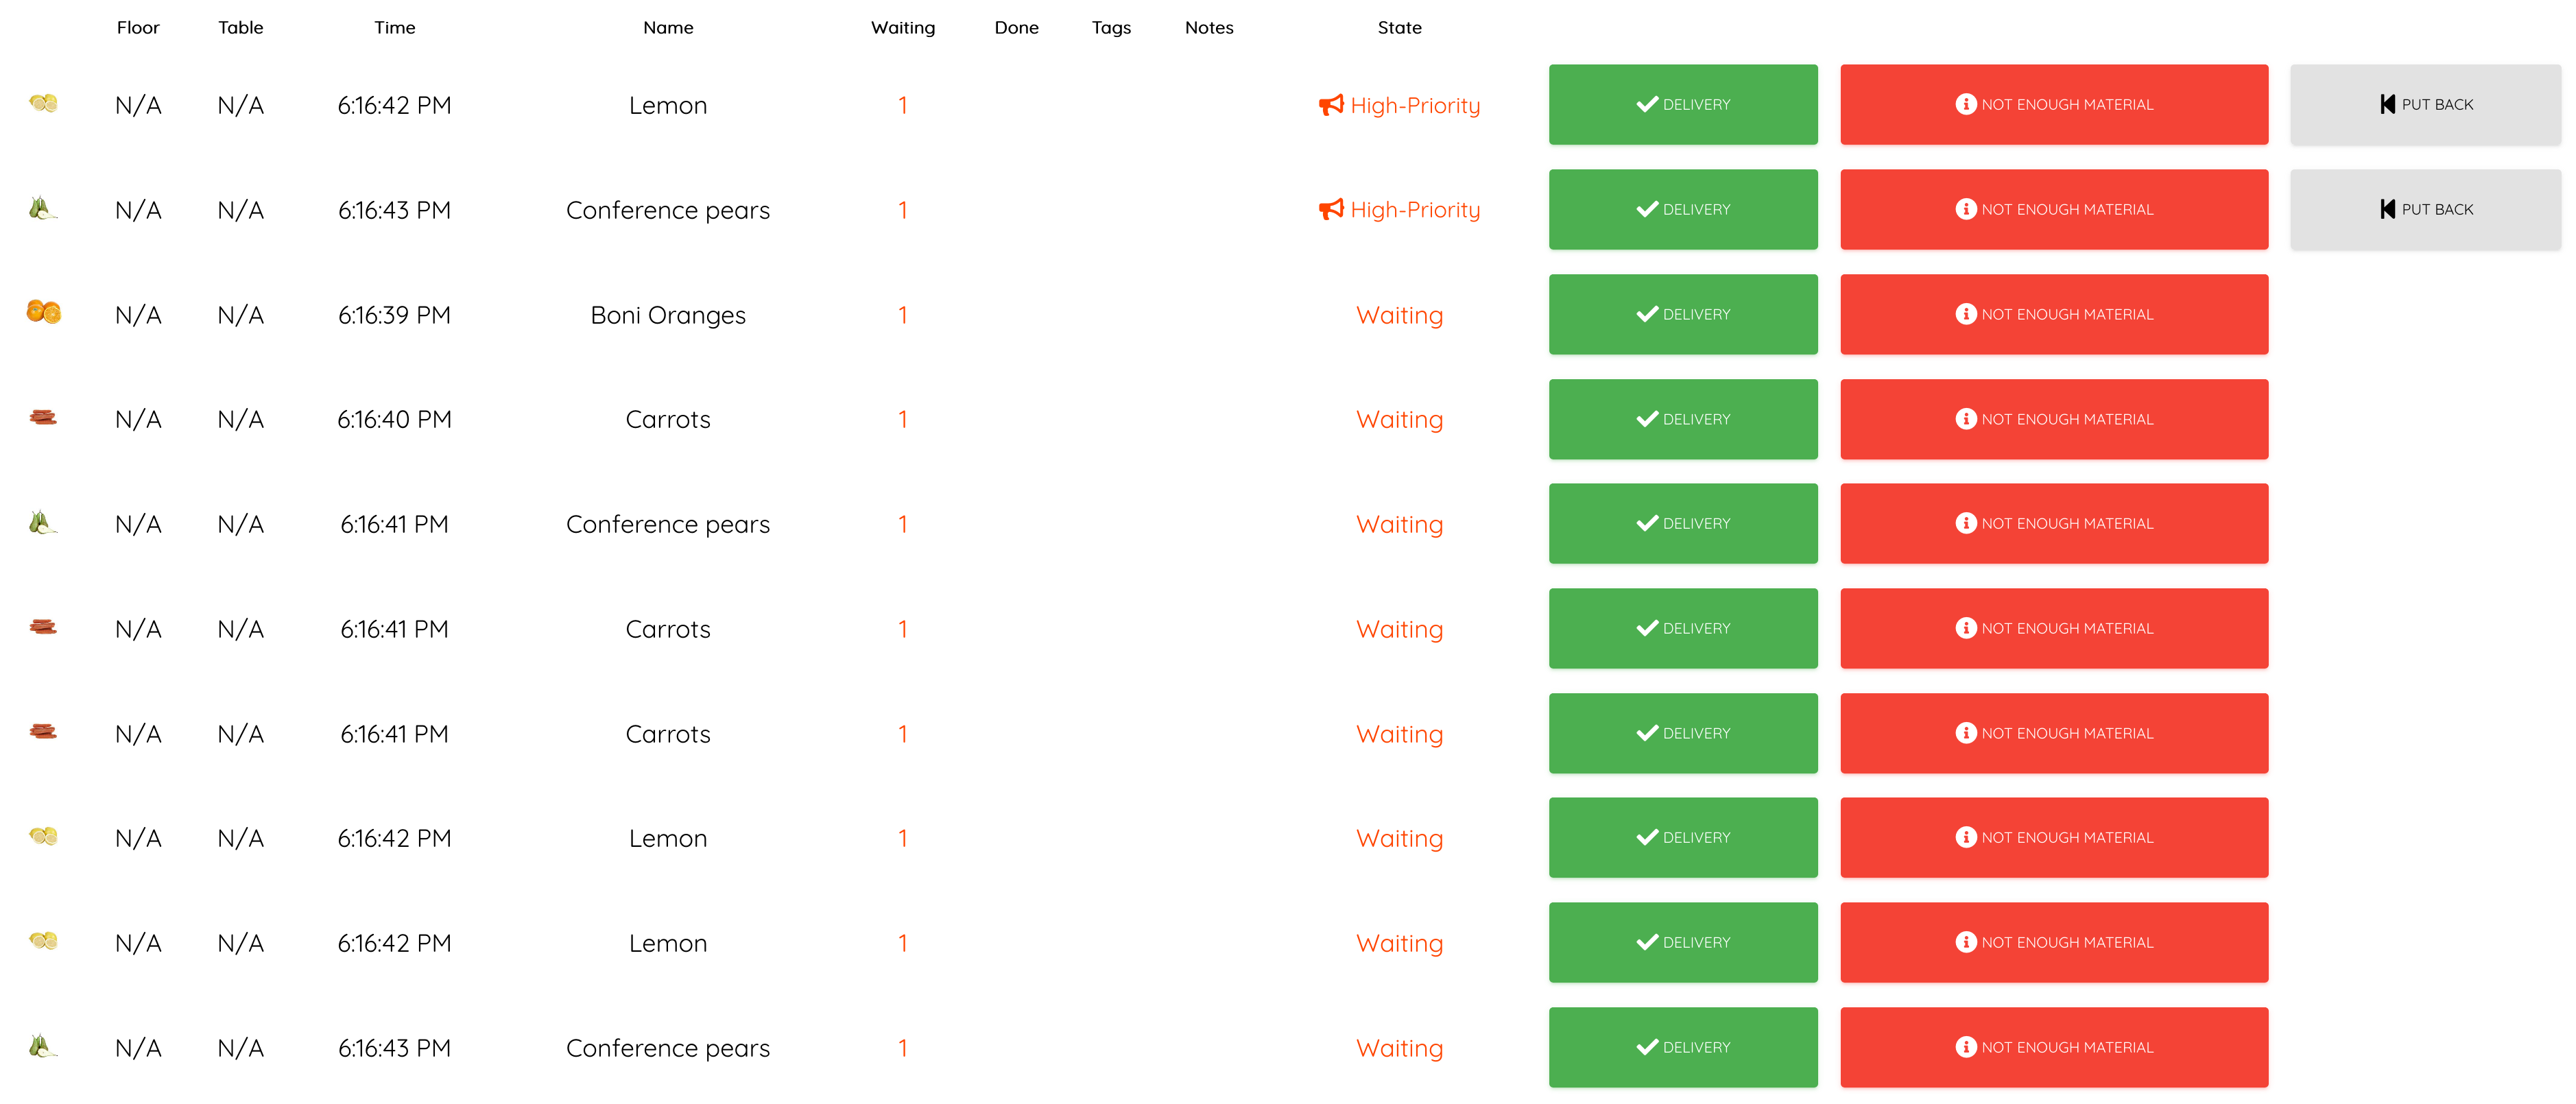 Floor Table Time Name Waiting Done Tags Notes State
N/A N/A 6:16:42 PM Lemon 1 High-Priority DELIVERY NOT ENOUGH MATERIAL PUT BACK
N/A N/A 6:16:43 PM Conference pears 1 High-Priority DELIVERY NOT ENOUGH MATERIAL PUT BACK
N/A N/A 6:16:39 PM Boni Oranges 1 Waiting DELIVERY NOT ENOUGH MATERIAL
N/A N/A 6:16:40 PM Carrots 1 Waiting DELIVERY NOT ENOUGH MATERIAL
N/A N/A 6:16:41 PM Conference pears 1 Waiting DELIVERY NOT ENOUGH MATERIAL
N/A N/A 6:16:41 PM Carrots 1 Waiting DELIVERY NOT ENOUGH MATERIAL
N/A N/A 6:16:41 PM Carrots 1 Waiting DELIVERY NOT ENOUGH MATERIAL
N/A N/A 6:16:42 PM Lemon 1 Waiting DELIVERY NOT ENOUGH MATERIAL
N/A N/A 6:16:42 PM Lemon 1 Waiting DELIVERY NOT ENOUGH MATERIAL
N/A N/A 6:16:43 PM Conference pears 1 Waiting DELIVERY NOT ENOUGH MATERIAL